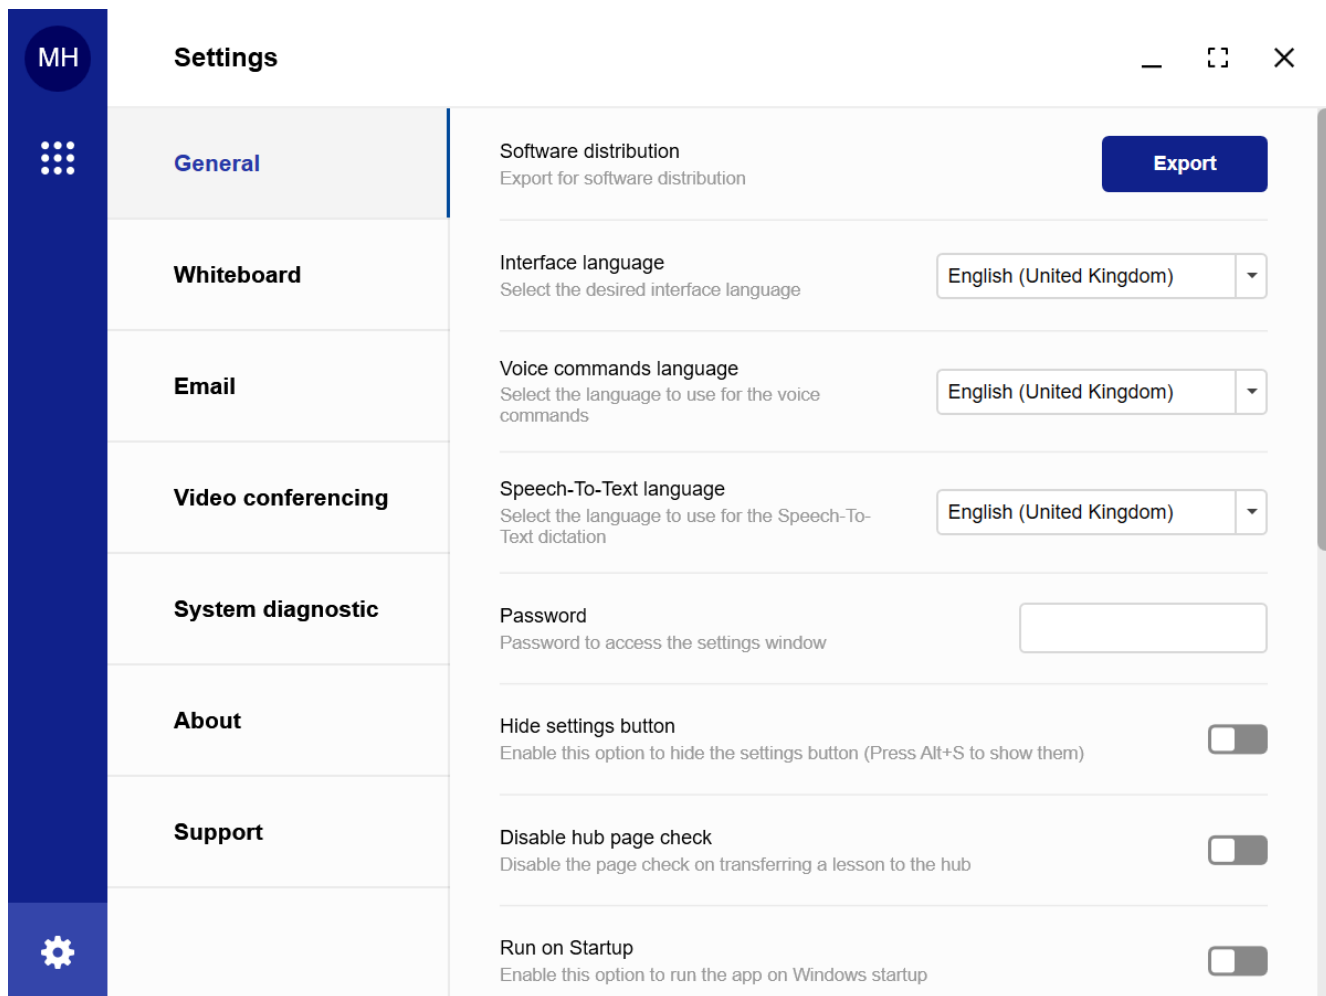 MH
Settings
General
Whiteboard
Email
Video conferencing
System diagnostic
About
Support
Software distribution
Export for software distribution
Export
Interface language
Select the desired interface language
English (United Kingdom)
Voice commands language
Select the language to use for the voice
commands
English (United Kingdom)
Speech-To-Text language
Select the language to use for the Speech-To-
Text dictation
English (United Kingdom)
Password
Password to access the settings window
Hide settings button
Enable this option to hide the settings button (Press Alt+S to show them)
Disable hub page check
Disable the page check on transferring a lesson to the hub
Run on Startup
Enable this option to run the app on Windows startup